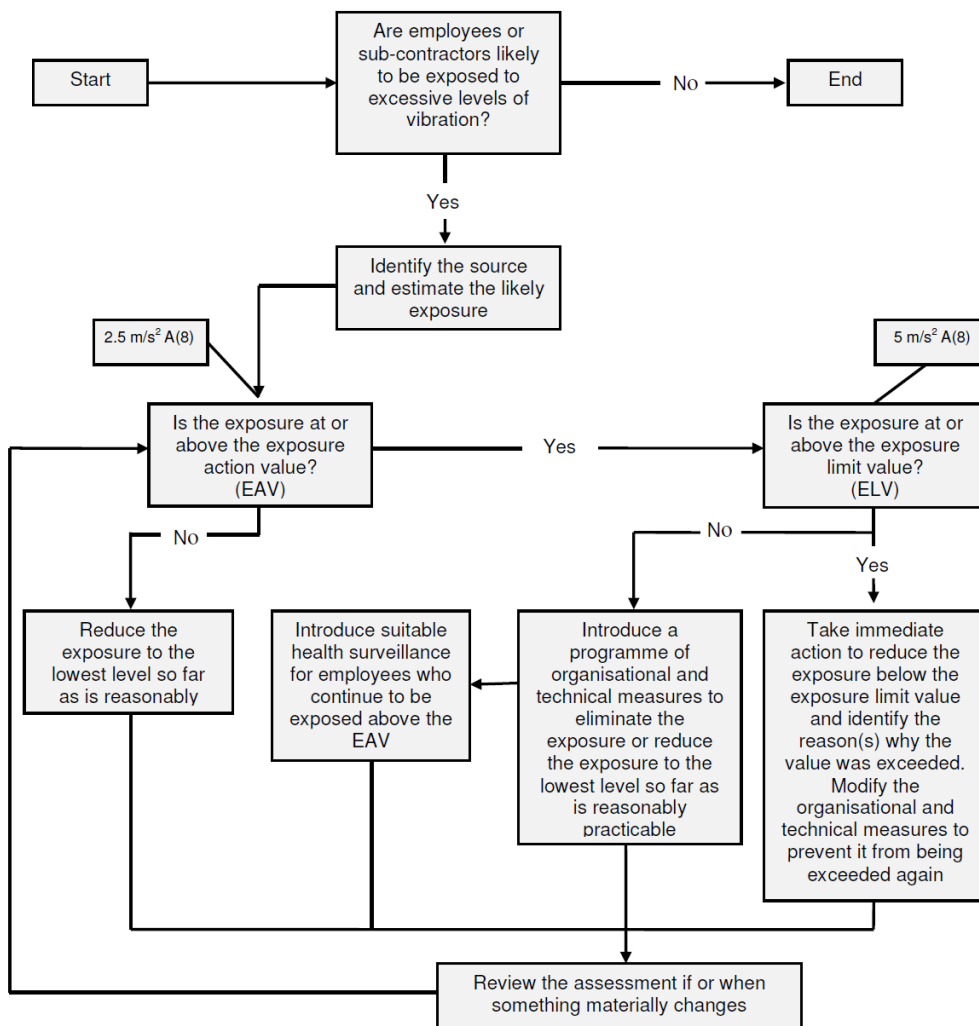 Are employees or
sub-contractors likely
to be exposed to
excessive levels of
vibration?
Start
No
End
Yes
Identify the source
and estimate the likely
exposure
2.5 m/s² A(8)
5 m/s² A(8)
Is the exposure at or
above the exposure
action value?
(EAV)
Yes
Is the exposure at or
above the exposure
limit value?
(ELV)
No
No
Yes
Reduce the
exposure to the
lowest level so far
as is reasonably
Introduce suitable
health surveillance
for employees who
continue to be
exposed above the
EAV
Introduce a
programme of
organisational and
technical measures to
eliminate the
exposure or reduce
the exposure to the
lowest level so far as
is reasonably
practicable
Take immediate
action to reduce the
exposure below the
exposure limit value
and identify the
reason(s) why the
value was exceeded.
Modify the
organisational and
technical measures to
prevent it from being
exceeded again
Review the assessment if or when
something materially changes